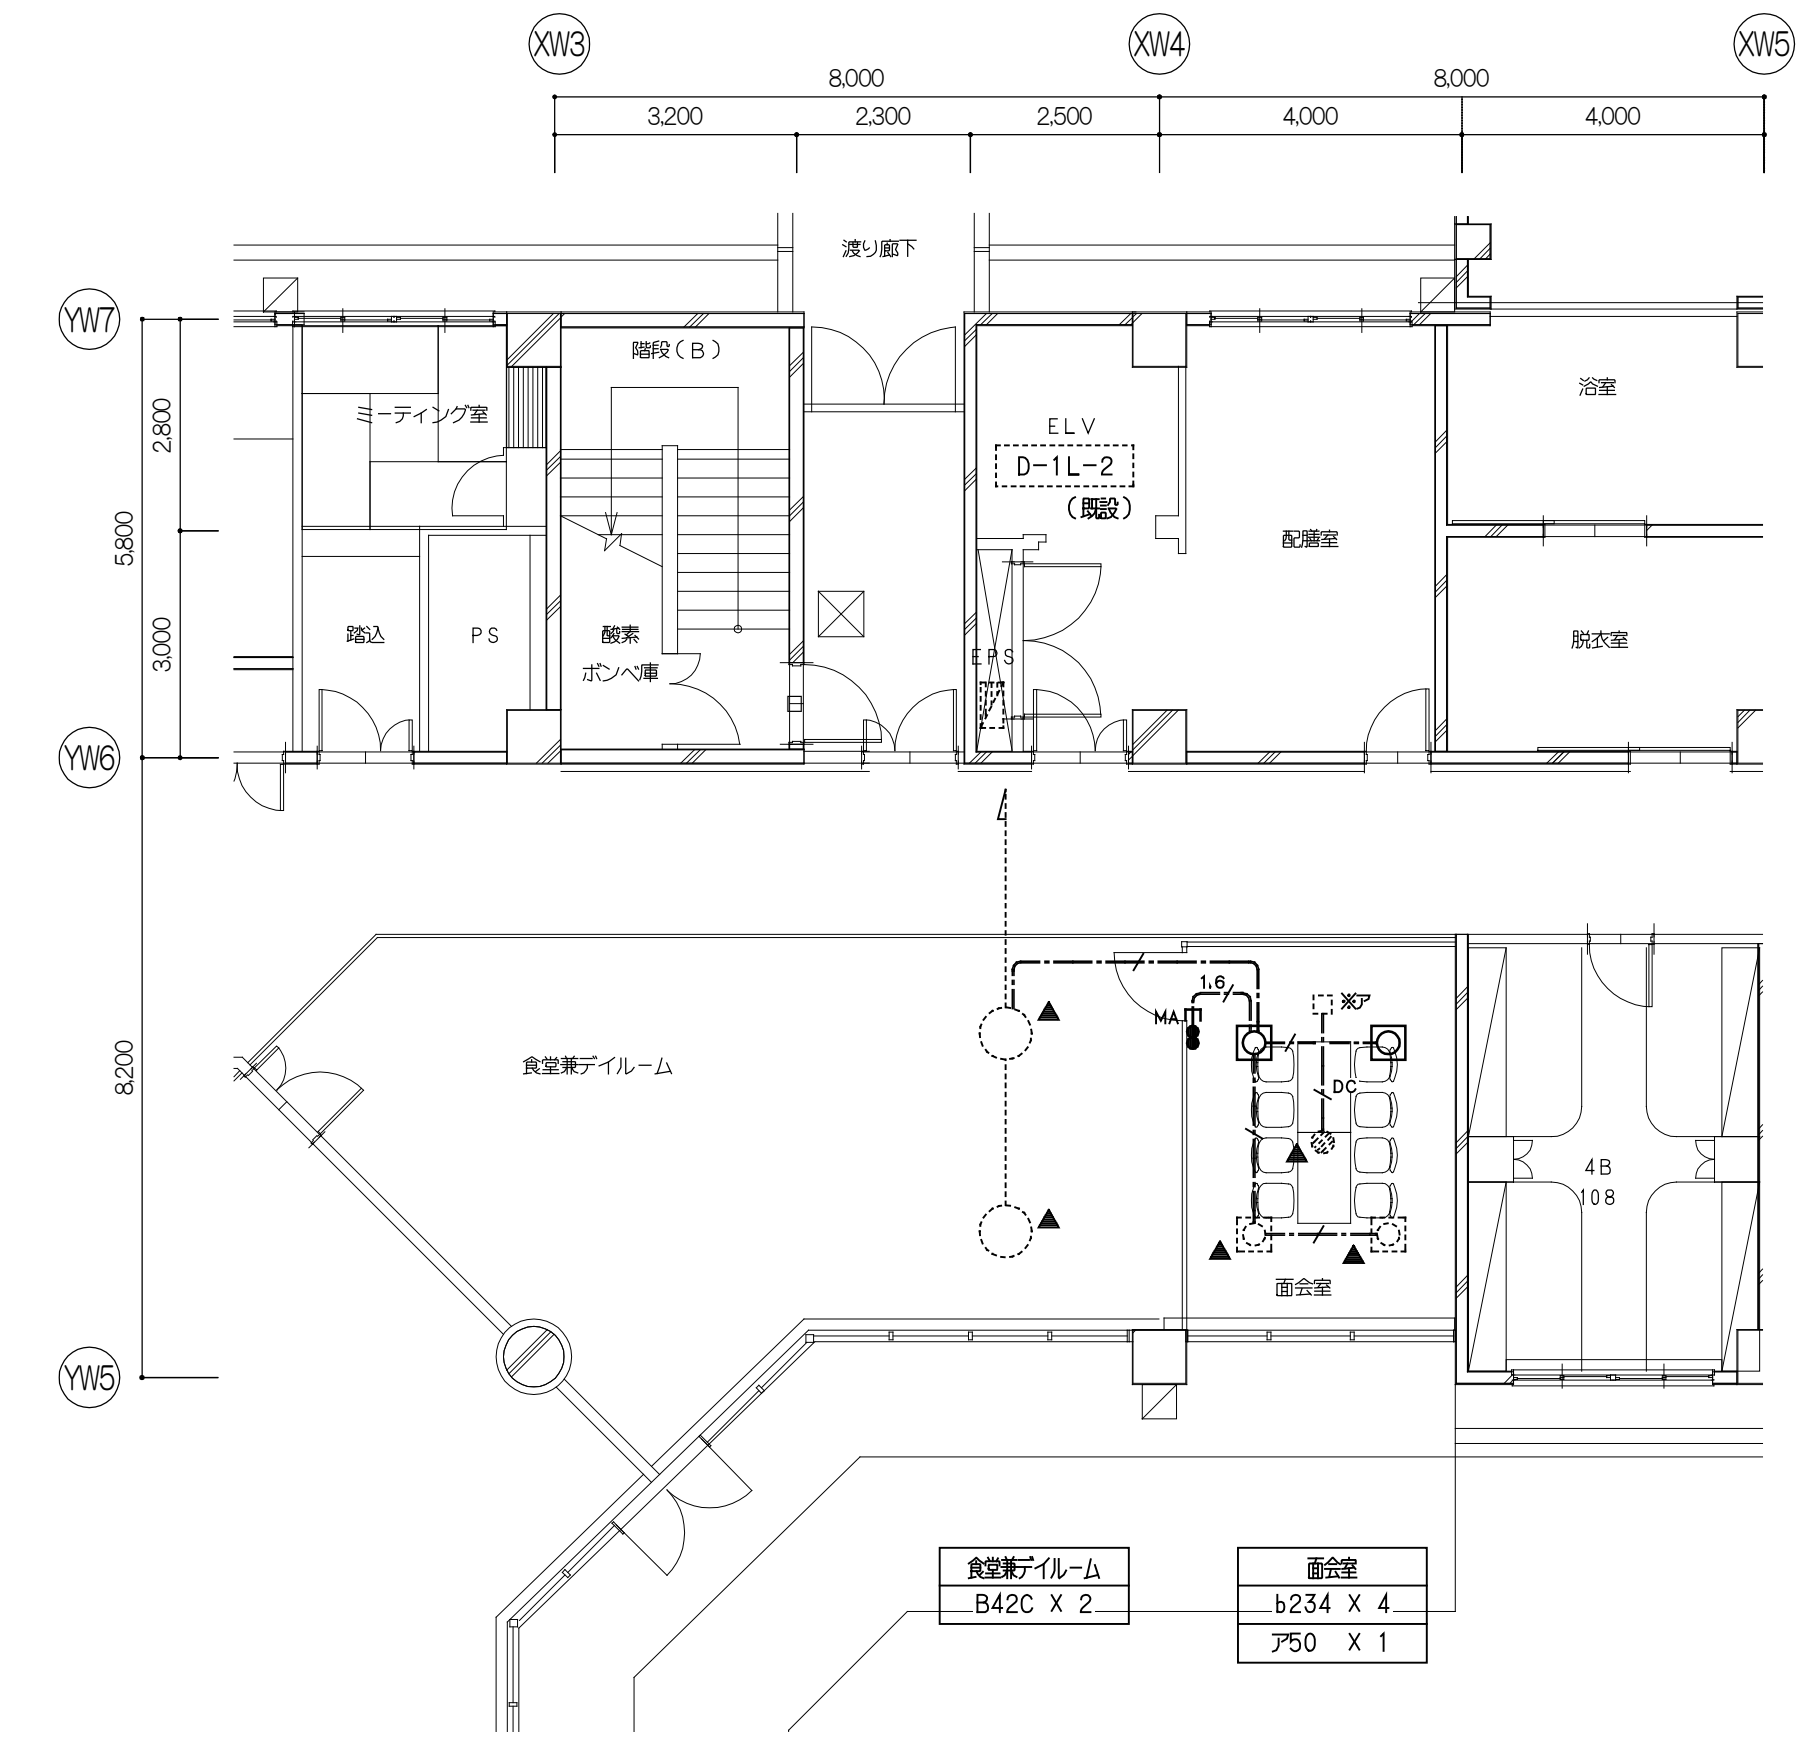 XW3
XW4
XW5
8,000
8,000
3,200
2,300
2,500
4,000
4,000
渡り廊下
YW7
階段(B)
浴室
ミーティング室
2,800
ELV
D-1L-2
(既設)
5,800
配膳室
踏込
PS
酸素
ボンベ庫
3,000
EPS
脱衣室
YW6
1.6
※ア
MA
食堂兼デイルーム
8,200
DC
4B
108
面会室
YW5
食堂兼デイルーム
B42C X 2
面会室
b234 X 4
ア50 X 1